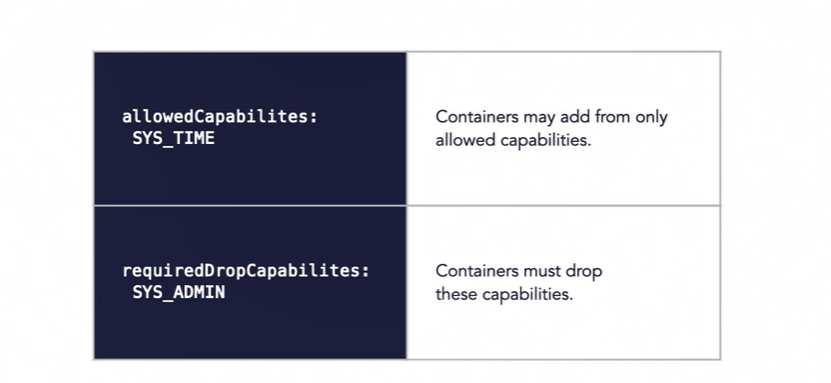 allowedCapabilites:
SYS_TIME
Containers may add from only
allowed capabilities.
requiredDropCapabilites:
SYS_ADMIN
Containers must drop
these capabilities.